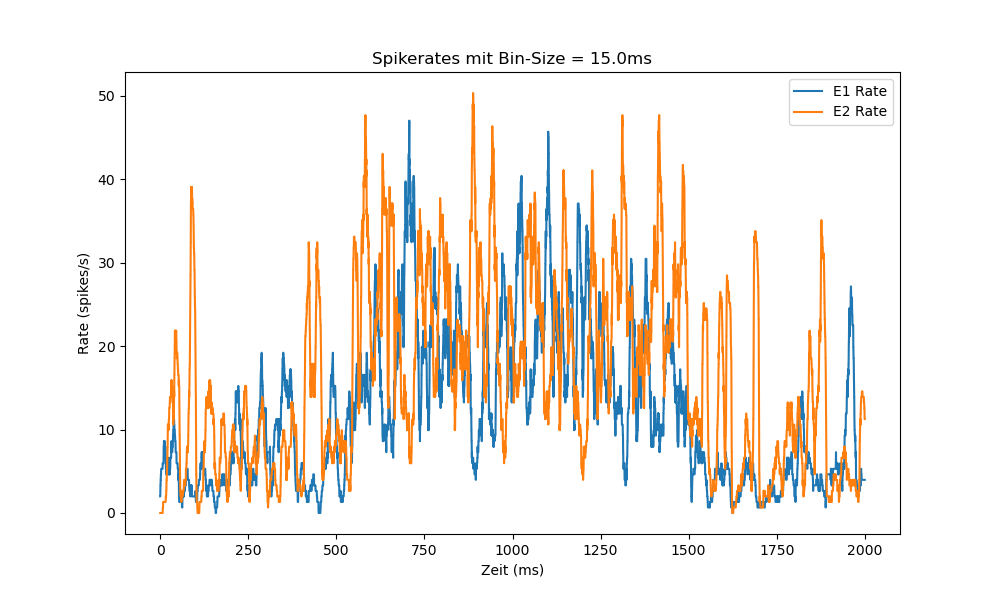 Spikerates mit Bin-Size = 15.0ms
E1 Rate
E2 Rate
Rate (spikes/s)
50
40
30
20
10
0
0 250 500 750 1000 1250 1500 1750 2000
Zeit (ms)